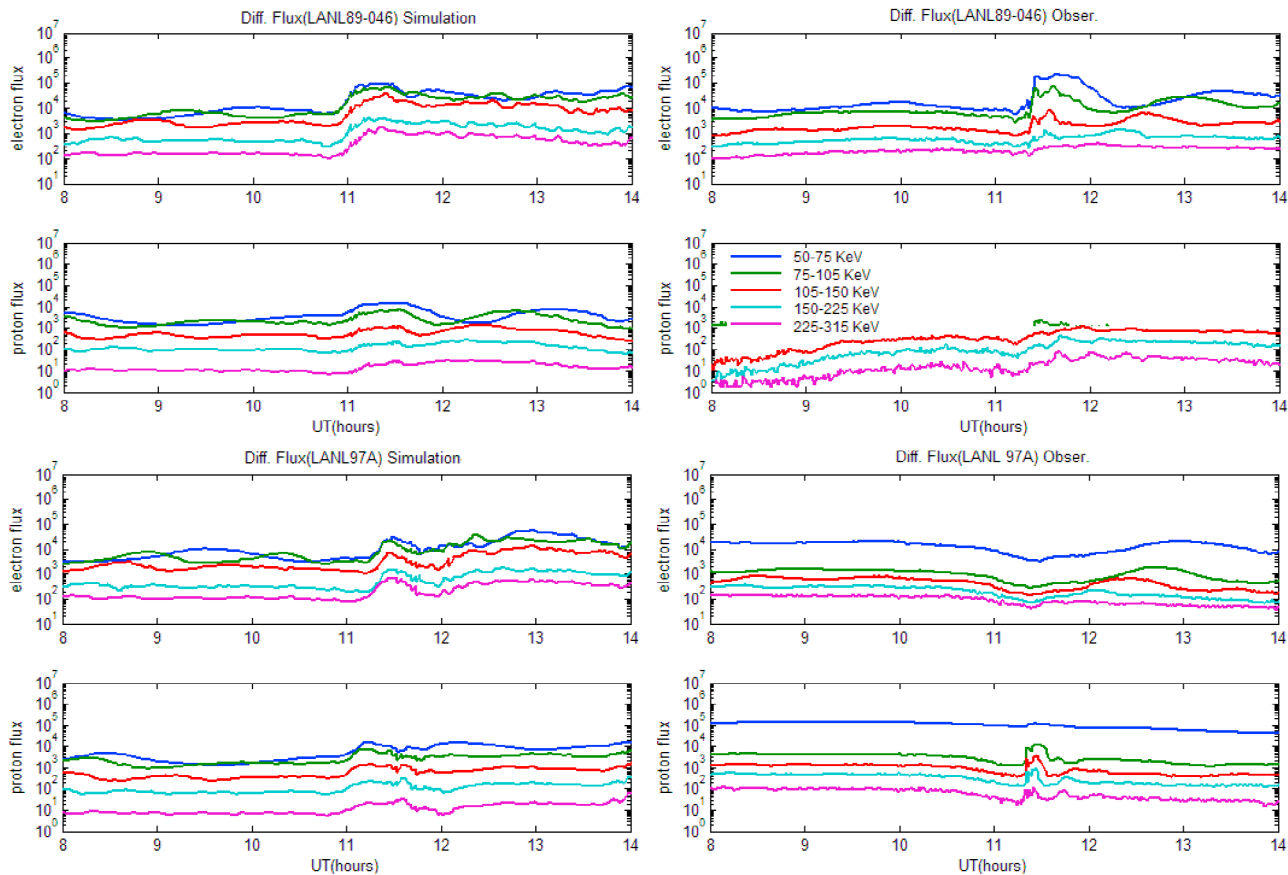 Diff. Flux(LANL89-046) Simulation
electron flux
10^7
10^6
10^5
10^4
10^3
10^2
10^1
8 9 10 11 12 13 14
proton flux
10^7
10^6
10^5
10^4
10^3
10^2
10^1
10^0
8 9 10 11 12 13 14
UT(hours)
Diff. Flux(LANL89-046) Obser.
electron flux
10^7
10^6
10^5
10^4
10^3
10^2
10^1
8 9 10 11 12 13 14
proton flux
10^7
10^6
10^5
10^4
10^3
10^2
10^1
10^0
50-75 KeV
75-105 KeV
105-150 KeV
150-225 KeV
225-315 KeV
8 9 10 11 12 13 14
UT(hours)
Diff. Flux(LANL97A) Simulation
electron flux
10^7
10^6
10^5
10^4
10^3
10^2
10^1
8 9 10 11 12 13 14
proton flux
10^7
10^6
10^5
10^4
10^3
10^2
10^1
10^0
8 9 10 11 12 13 14
UT(hours)
Diff. Flux(LANL 97A) Obser.
electron flux
10^7
10^6
10^5
10^4
10^3
10^2
10^1
8 9 10 11 12 13 14
proton flux
10^7
10^6
10^5
10^4
10^3
10^2
10^1
10^0
8 9 10 11 12 13 14
UT(hours)